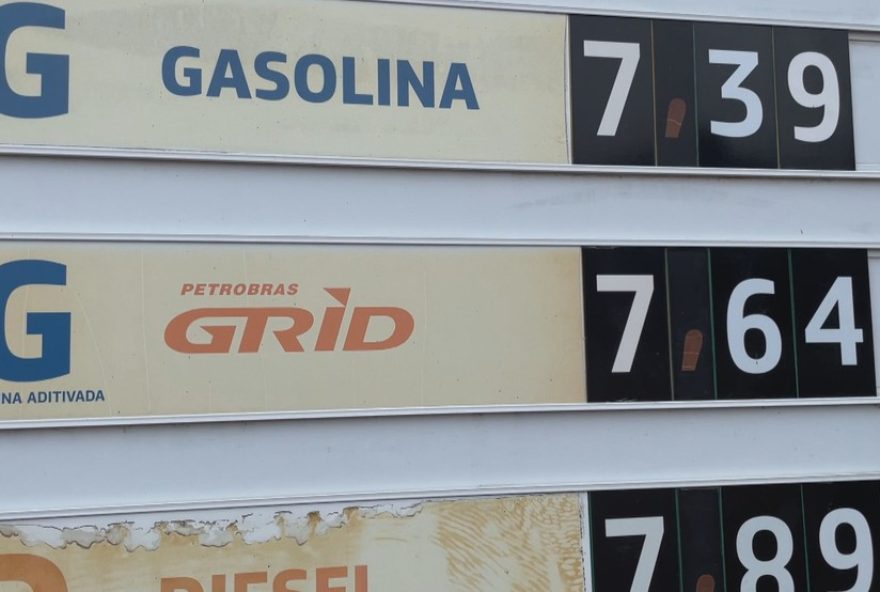 G GASOLINA 7.39
G PETROBRAS GRID 7.64
NA ADITIVADA
DIESEL 7.89